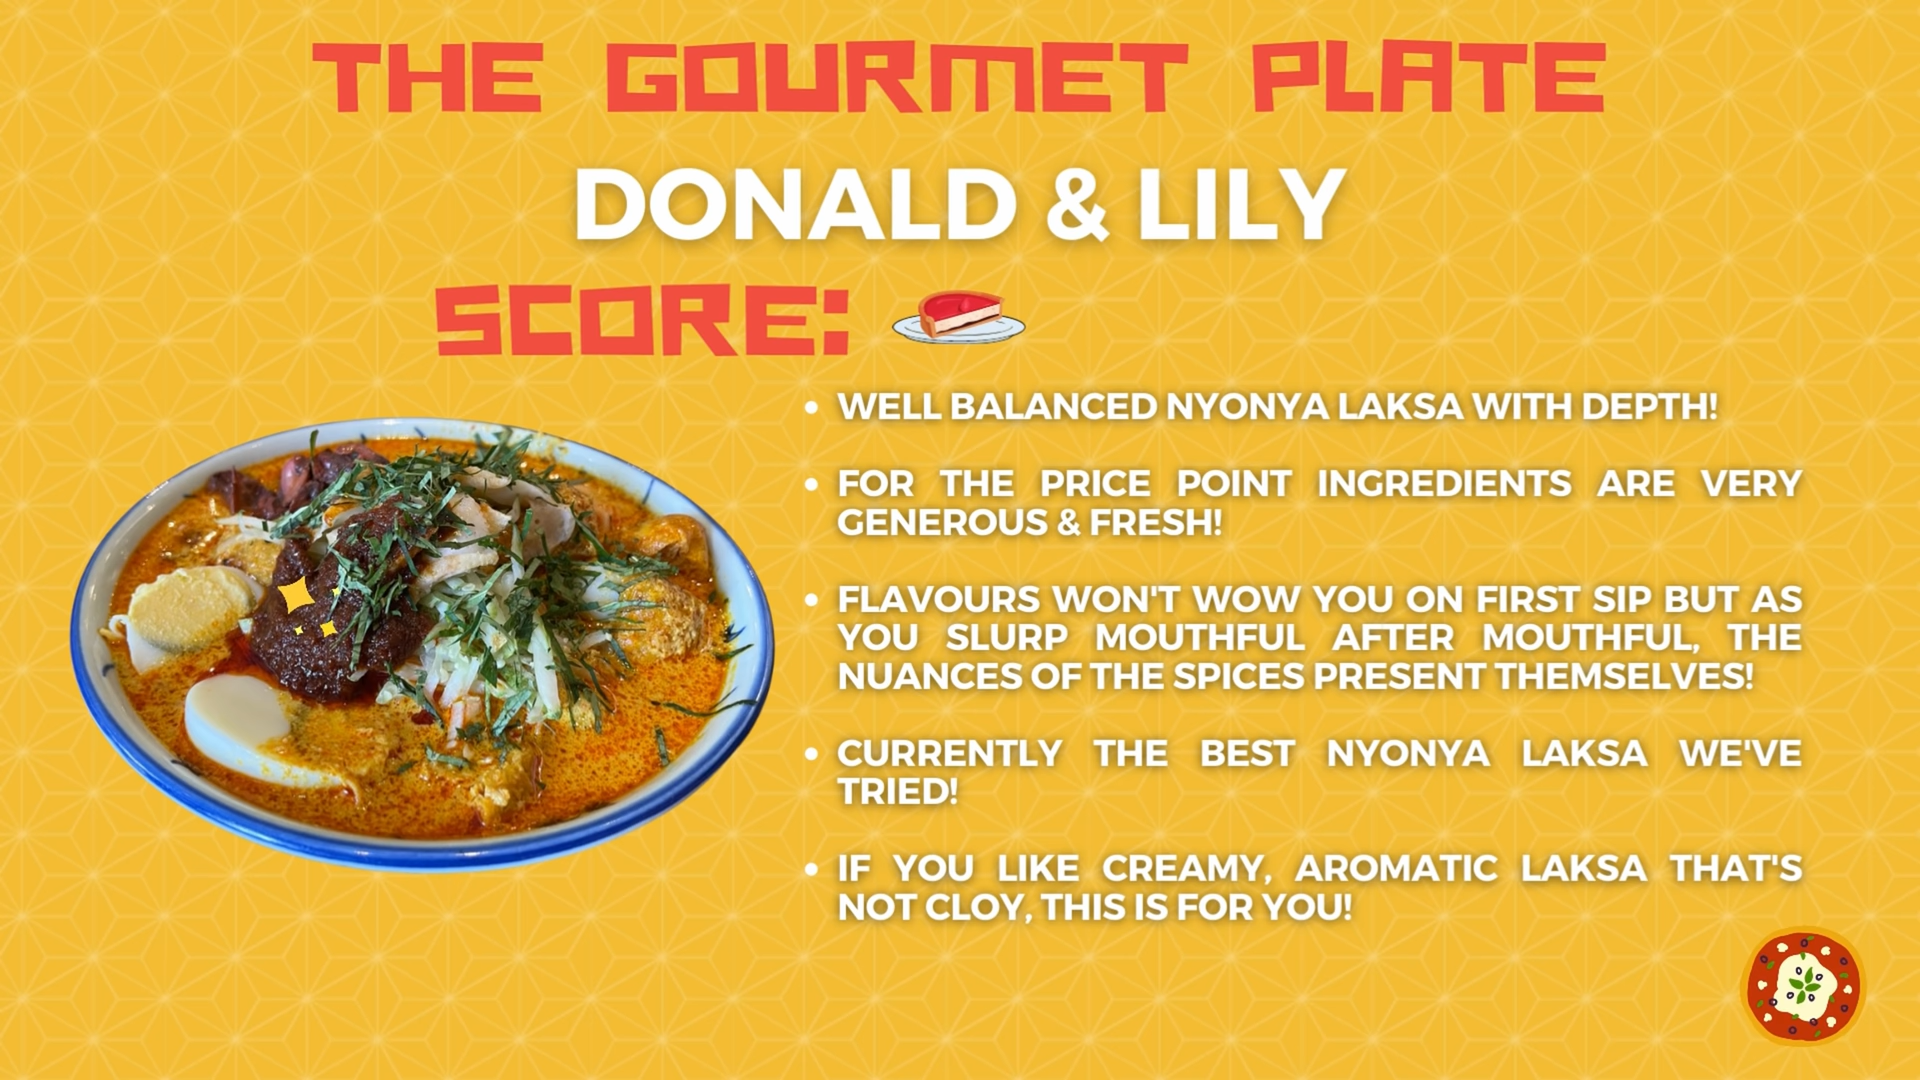 THE GOURMET PLATE
DONALD & LILY
SCORE:
• WELL BALANCED NYONYA LAKSA WITH DEPTH!
• FOR THE PRICE POINT INGREDIENTS ARE VERY
GENEROUS & FRESH!
• FLAVOURS WON'T WOW YOU ON FIRST SIP BUT AS
YOU SLURP MOUTHFUL AFTER MOUTHFUL, THE
NUANCES OF THE SPICES PRESENT THEMSELVES!
• CURRENTLY THE BEST NYONYA LAKSA WE'VE
TRIED!
• IF YOU LIKE CREAMY, AROMATIC LAKSA THAT'S
NOT CLOY, THIS IS FOR YOU!